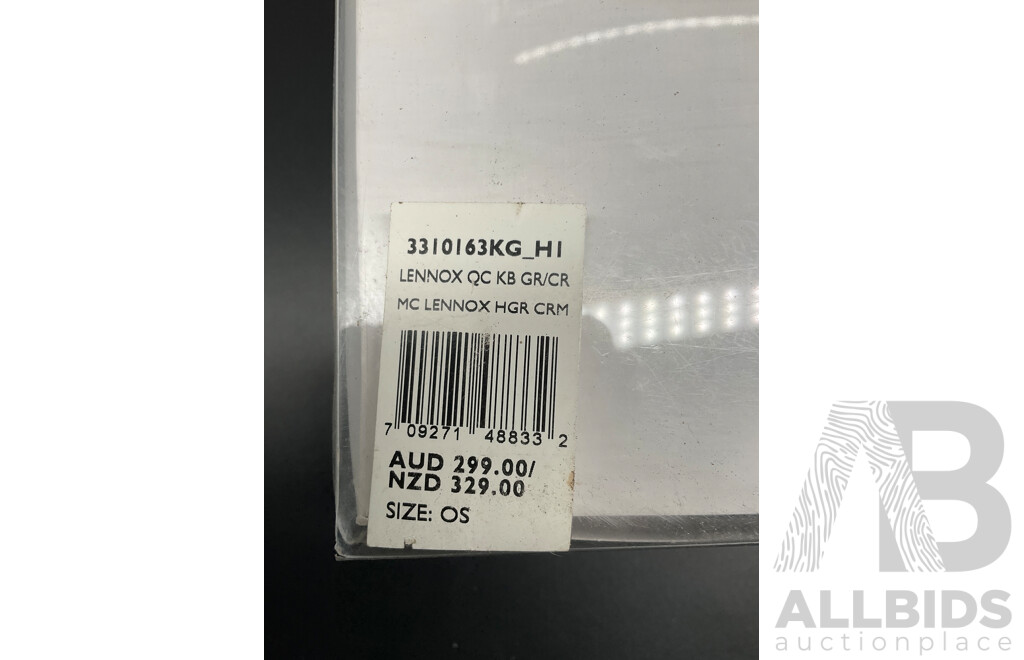 3310163KG_H1
LENNOX QC KB GR/CR
MC LENNOX HGR CRM
7 09271 48833 2
AUD 299.00/
NZD 329.00
SIZE: OS
AB
ALLBIDS
auctionplace